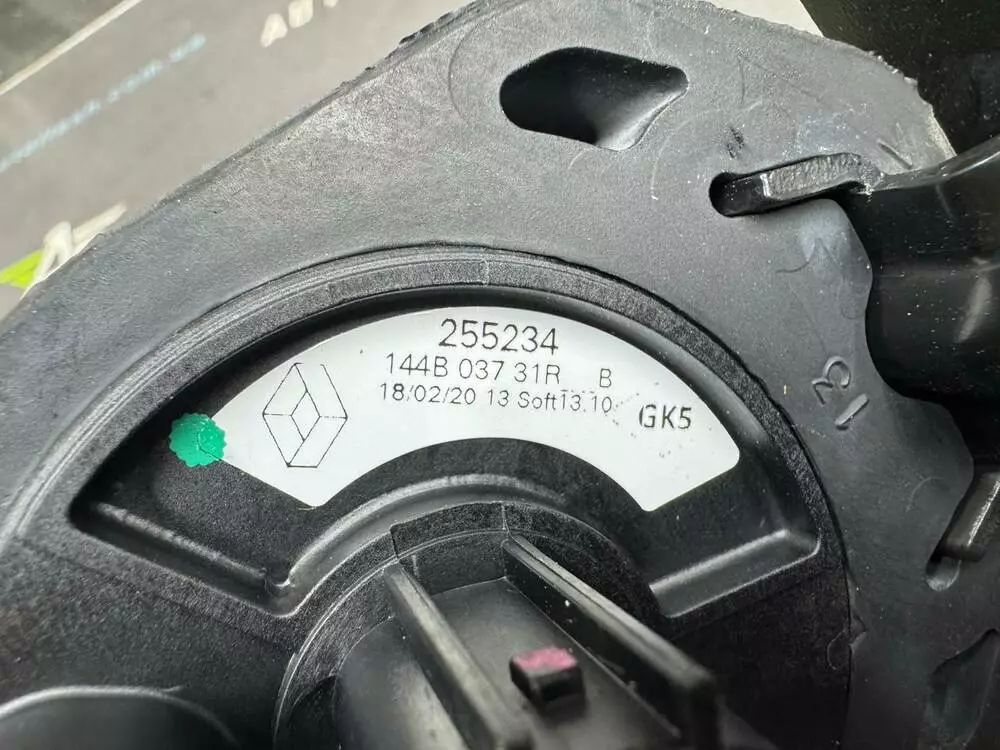 255234
144B 037 31R B
18/02/20 13 Soft13.10
GK5
13